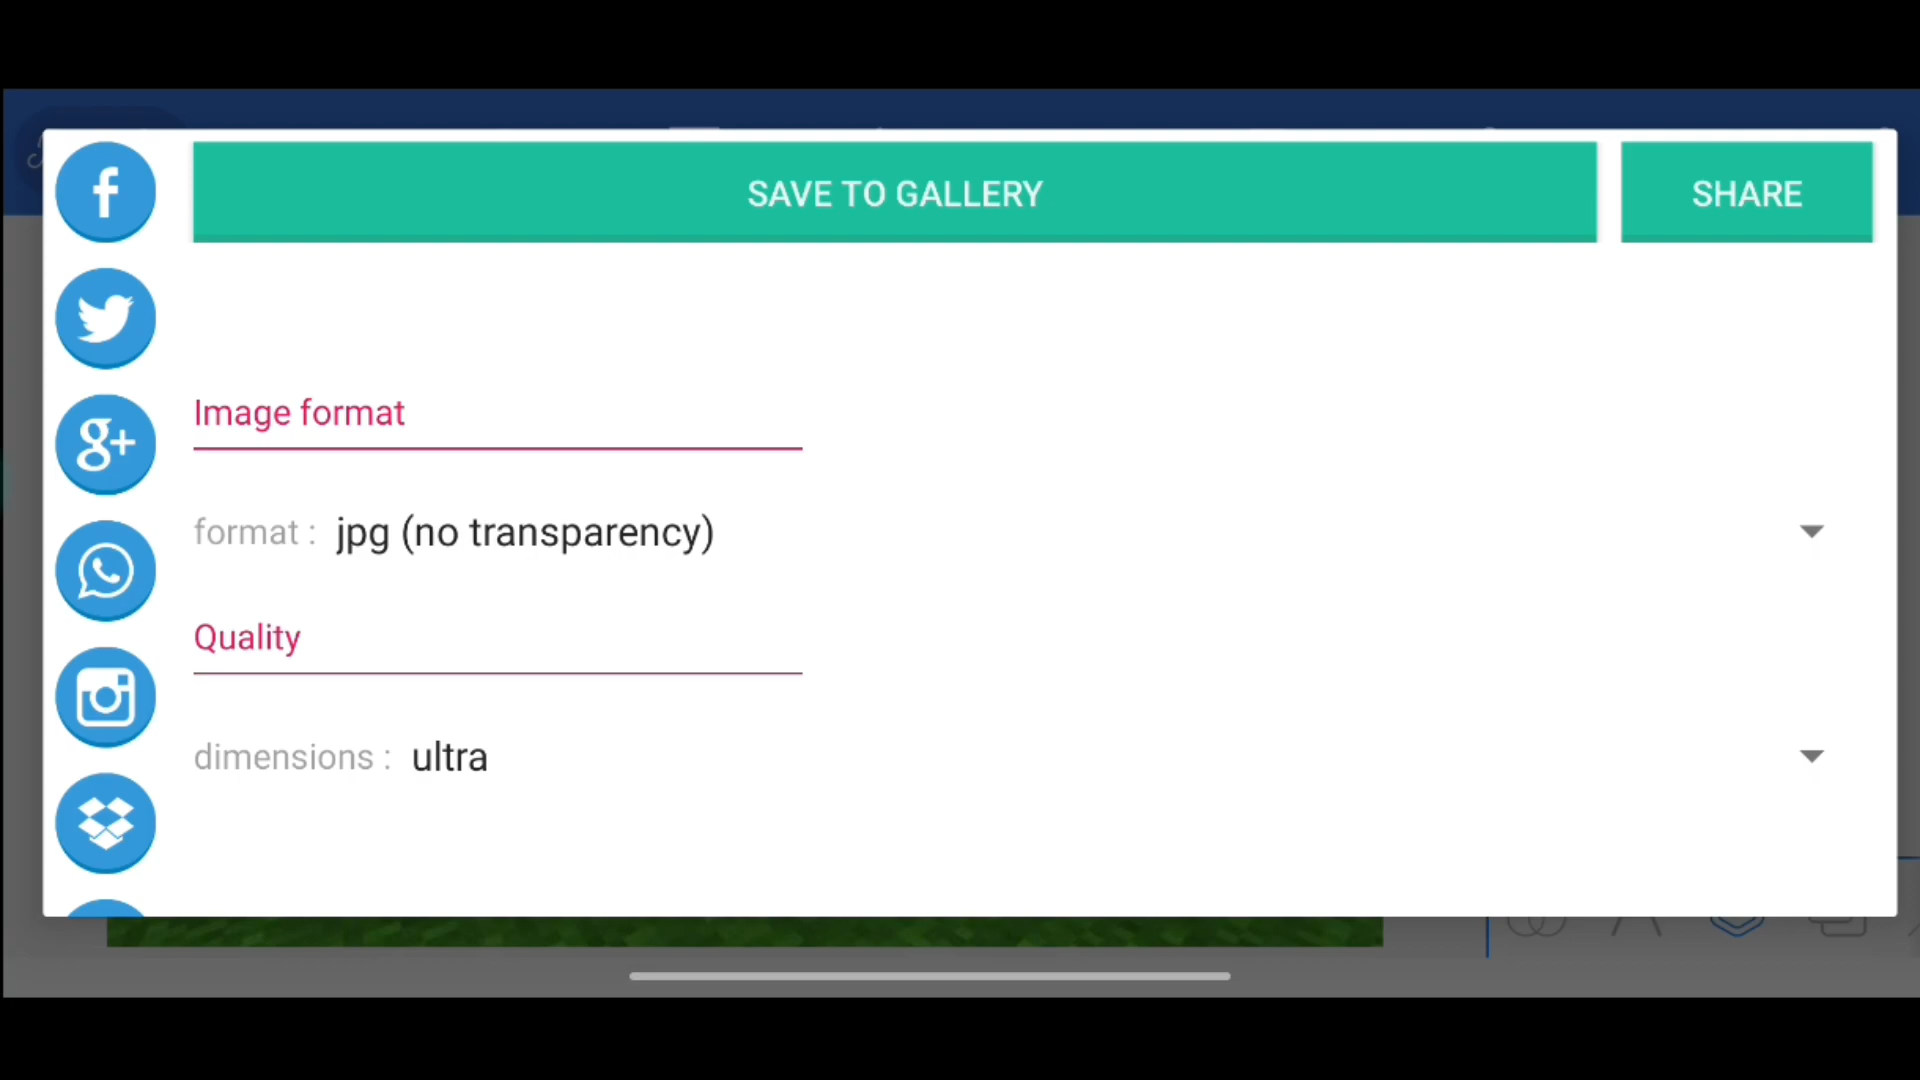 SAVE TO GALLERY
SHARE
Image format
format : jpg (no transparency)
Quality
dimensions : ultra